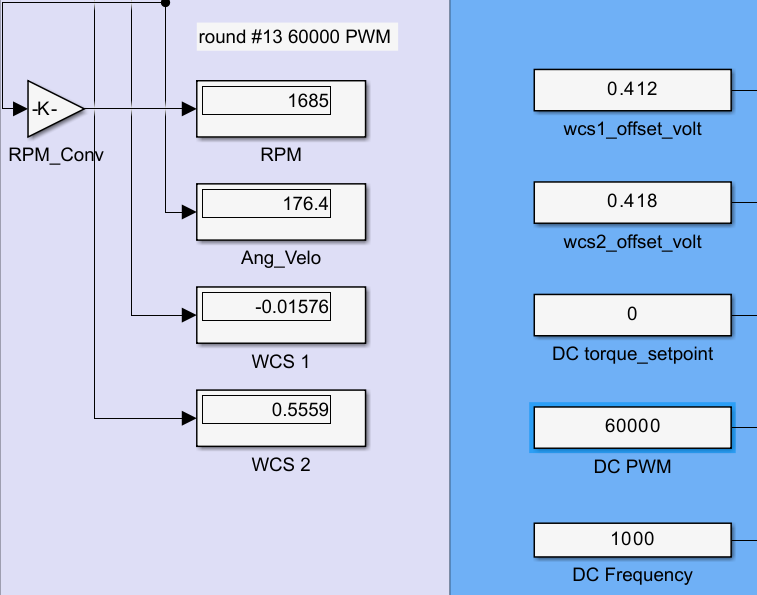 round #13 60000 PWM
-K-
RPM_Conv
1685
RPM
176.4
Ang_Velo
-0.01576
WCS 1
0.5559
WCS 2
0.412
wcs1_offset_volt
0.418
wcs2_offset_volt
0
DC torque_setpoint
60000
DC PWM
1000
DC Frequency